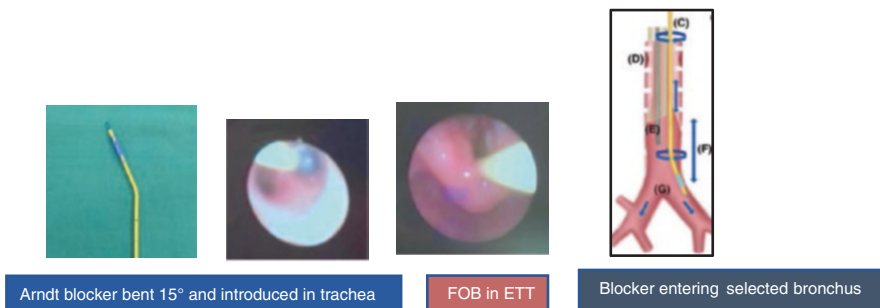 (C)
(D)
(E)
(F)
(G)
Arndt blocker bent 15° and introduced in trachea
FOB in ETT
Blocker entering selected bronchus